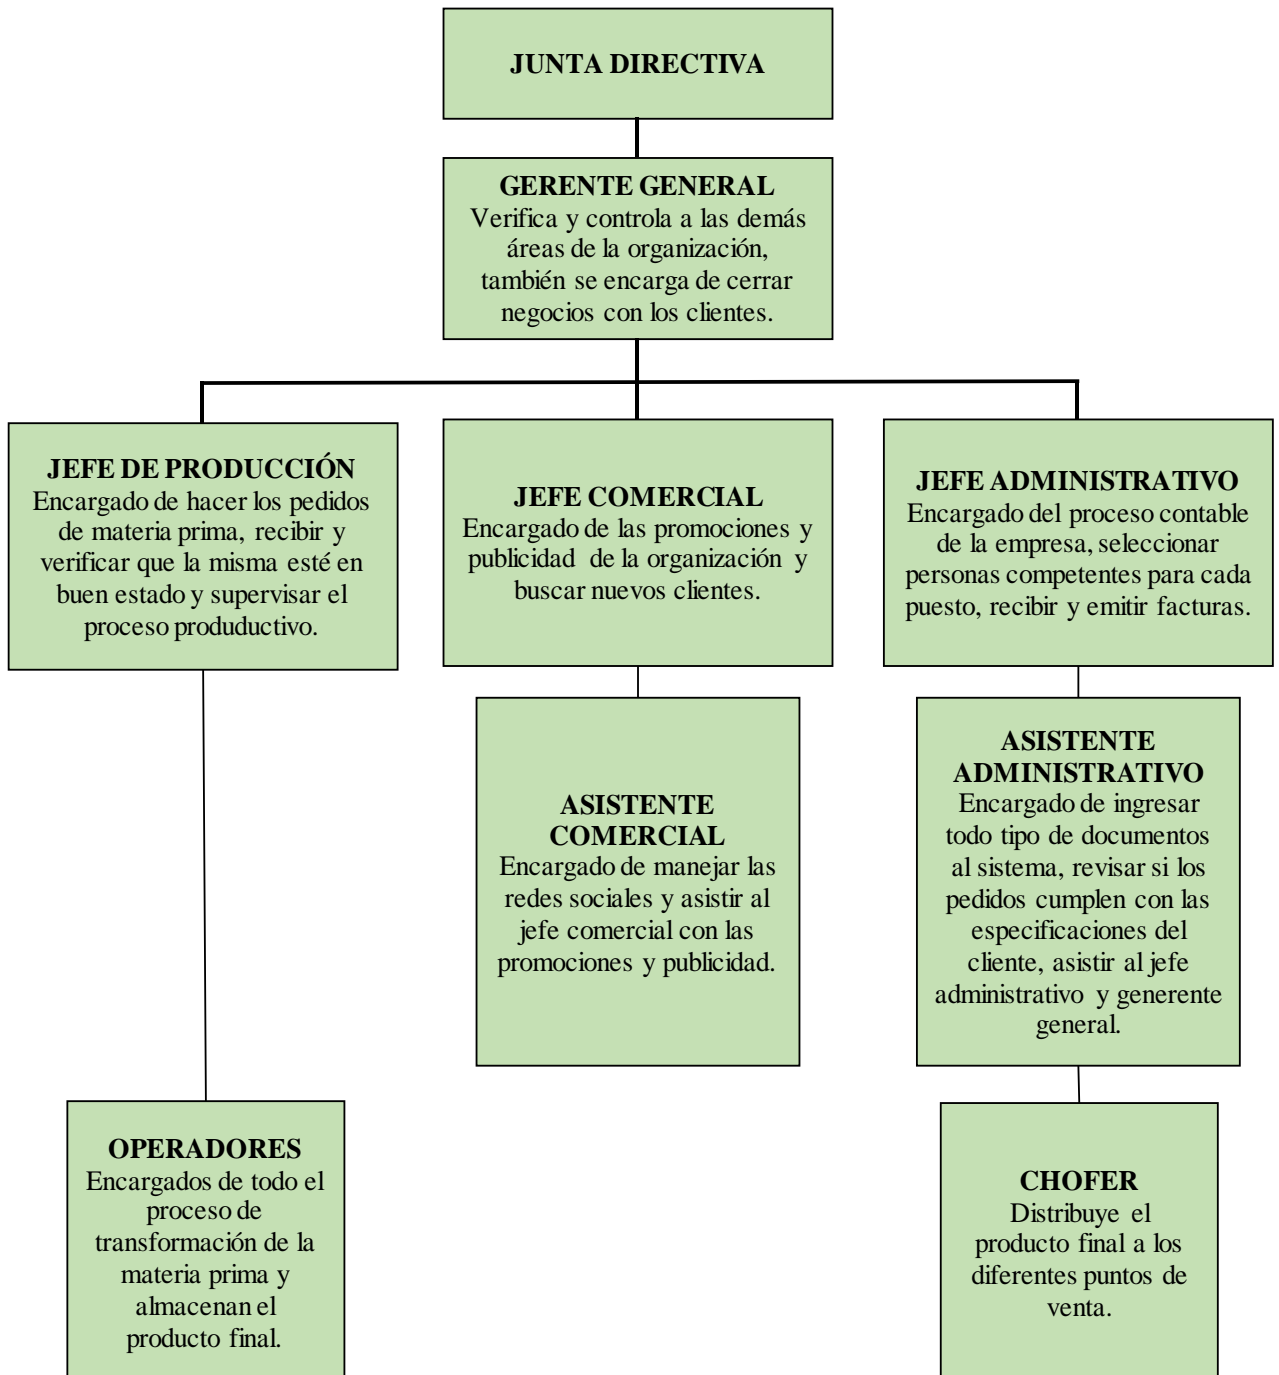 JUNTA DIRECTIVA
GERENTE GENERAL
Verifica y controla a las demás
áreas de la organización,
también se encarga de cerrar
negocios con los clientes.
JEFE DE PRODUCCIÓN
Encargado de hacer los pedidos
de materia prima, recibir y
verificar que la misma esté en
buen estado y supervisar el
proceso produductivo.
JEFE COMERCIAL
Encargado de las promociones y
publicidad de la organización y
buscar nuevos clientes.
JEFE ADMINISTRATIVO
Encargado del proceso contable
de la empresa, seleccionar
personas competentes para cada
puesto, recibir y emitir facturas.
ASISTENTE
COMERCIAL
Encargado de manejar las
redes sociales y asistir al
jefe comercial con las
promociones y publicidad.
ASISTENTE
ADMINISTRATIVO
Encargado de ingresar
todo tipo de documentos
al sistema, revisar si los
pedidos cumplen con las
especificaciones del
cliente, asistir al jefe
administrativo y generente
general.
OPERADORES
Encargados de todo el
proceso de
transformación de la
materia prima y
almacenan el
producto final.
CHOFER
Distribuye el
producto final a los
diferentes puntos de
venta.